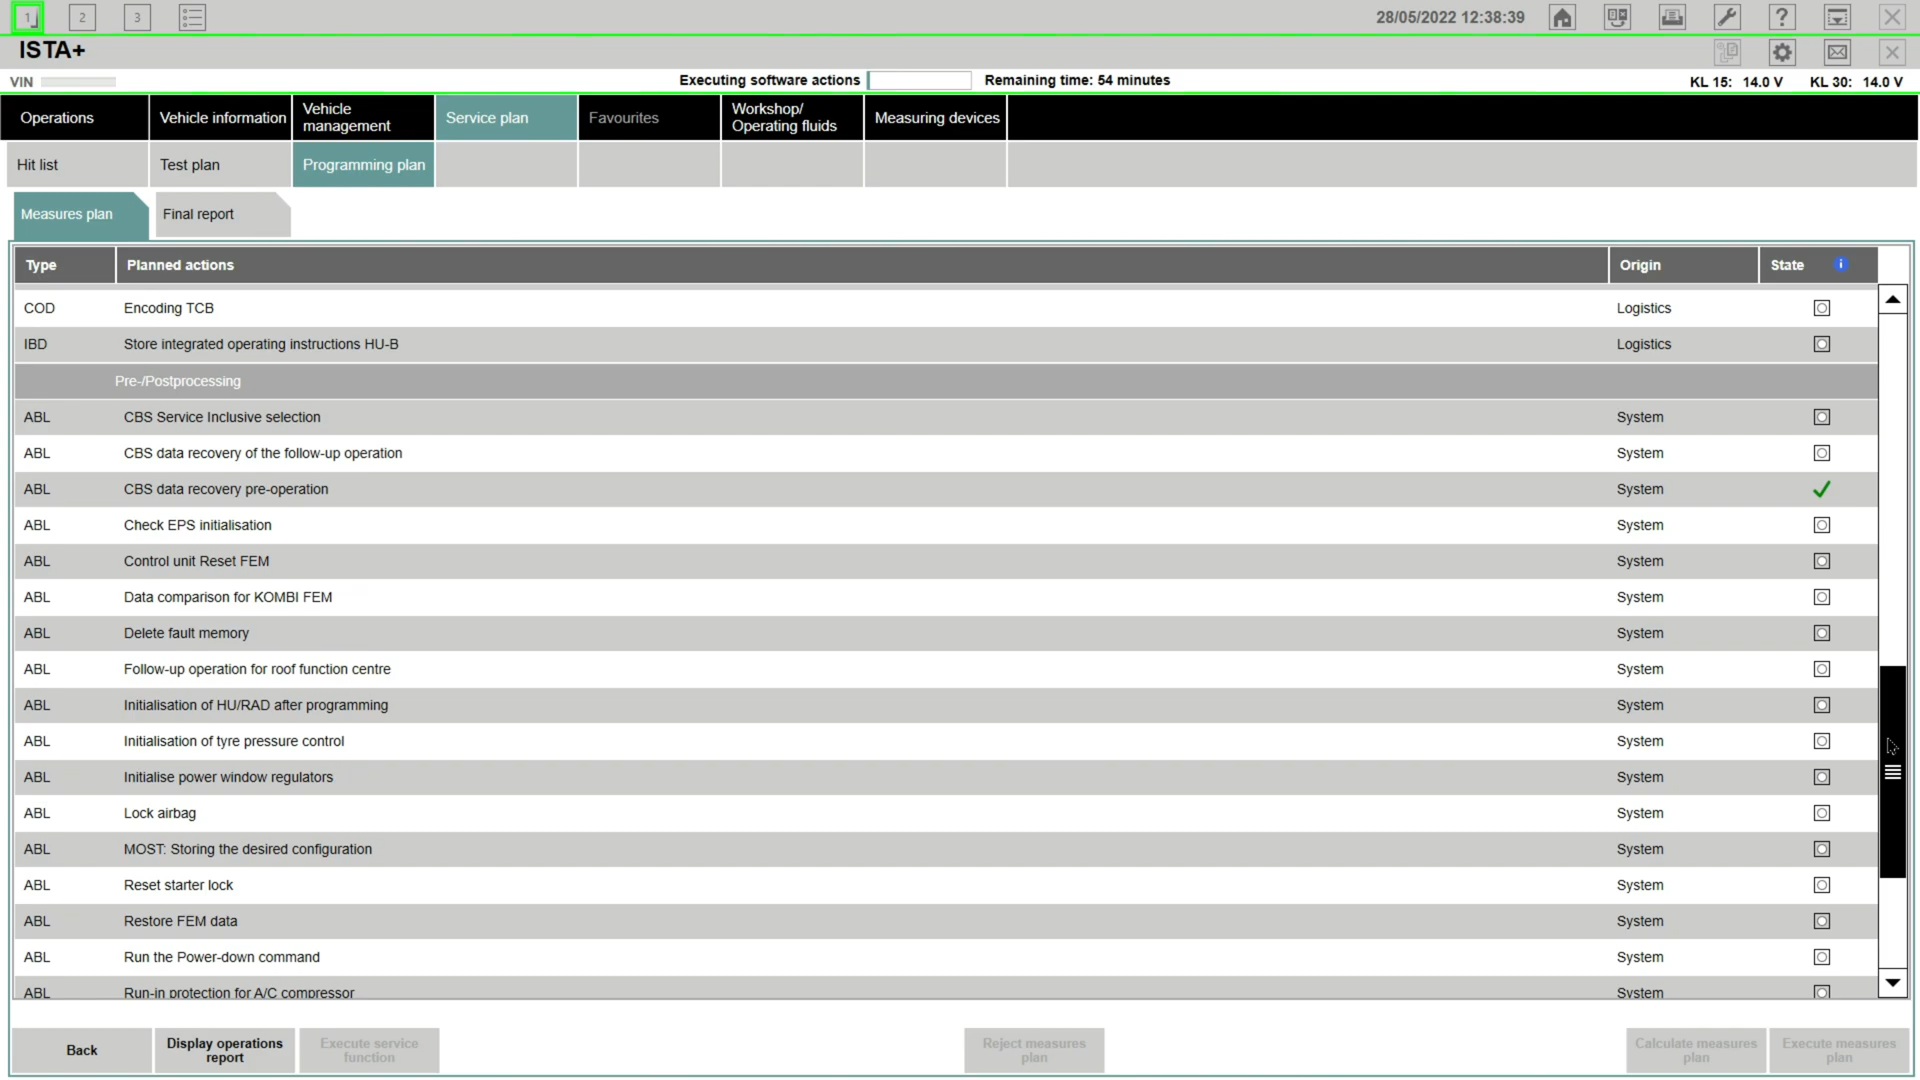 1 2 3 28/05/2022 12:38:39 ?
ISTA+
VIN Executing software actions Remaining time: 54 minutes KL 15: 14.0 V KL 30: 14.0 V
Operations Vehicle information Vehicle management Service plan Favourites Workshop/ Operating fluids Measuring devices
Hit list Test plan Programming plan
Measures plan Final report
Type Planned actions Origin State i
COD Encoding TCB Logistics
IBD Store integrated operating instructions HU-B Logistics
Pre-/Postprocessing
ABL CBS Service Inclusive selection System
ABL CBS data recovery of the follow-up operation System
ABL CBS data recovery pre-operation System
ABL Check EPS initialisation System
ABL Control unit Reset FEM System
ABL Data comparison for KOMBI FEM System
ABL Delete fault memory System
ABL Follow-up operation for roof function centre System
ABL Initialisation of HU/RAD after programming System
ABL Initialisation of tyre pressure control System
ABL Initialise power window regulators System
ABL Lock airbag System
ABL MOST: Storing the desired configuration System
ABL Reset starter lock System
ABL Restore FEM data System
ABL Run the Power-down command System
ABL Run-in protection for A/C compressor System
Back Display operations report Execute service function Reject measures plan Calculate measures plan Execute measures plan